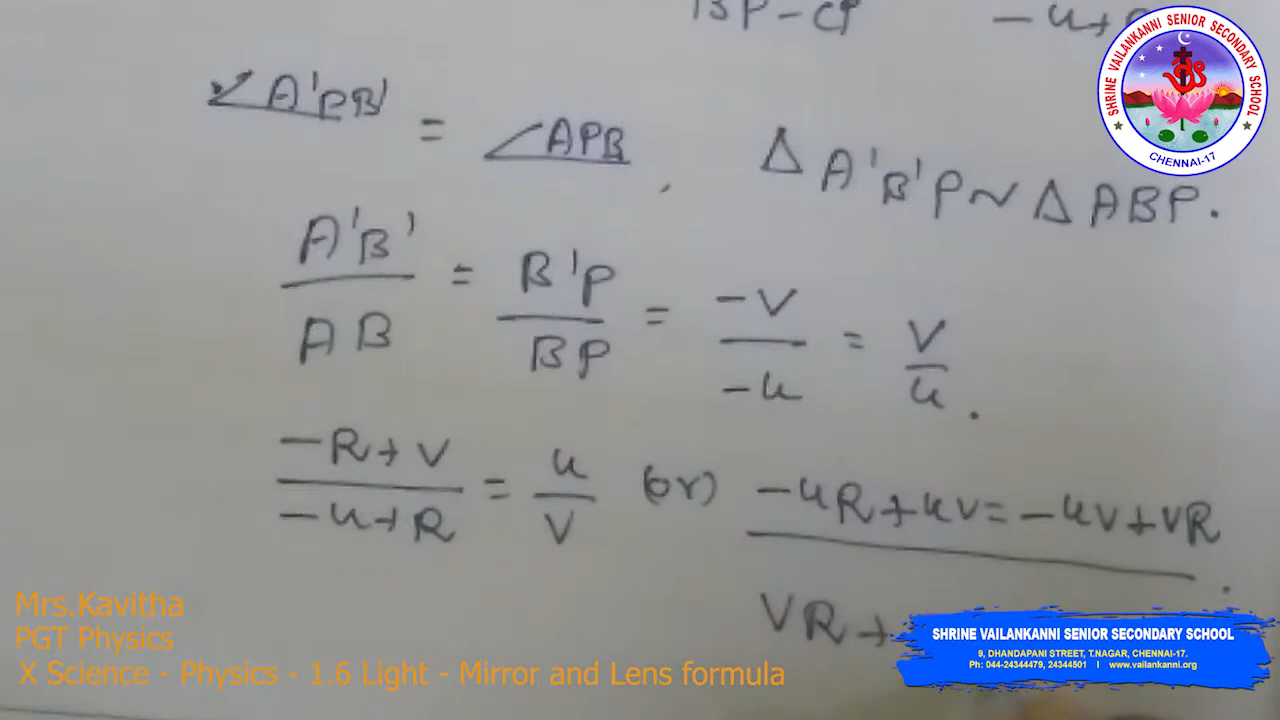 BP - CP
- u +
∠A'PB' = ∠APB, Δ A'B'P ~ Δ ABP.
A'B' / AB = B'P / BP = -v / -u = v / u.
-R + v / -u + R = u / v (or) -uR + uv = -uv + vR
VR +
Mrs.Kavitha
PGT Physics
X Science - Physics - 1.6 Light - Mirror and Lens formula
SHRINE VAILANKANNI SENIOR SECONDARY SCHOOL
CHENNAI-17
SHRINE VAILANKANNI SENIOR SECONDARY SCHOOL
9, DHANDAPANI STREET, T.NAGAR, CHENNAI-17.
Ph: 044-24344479, 24344501 | www.vailankanni.org